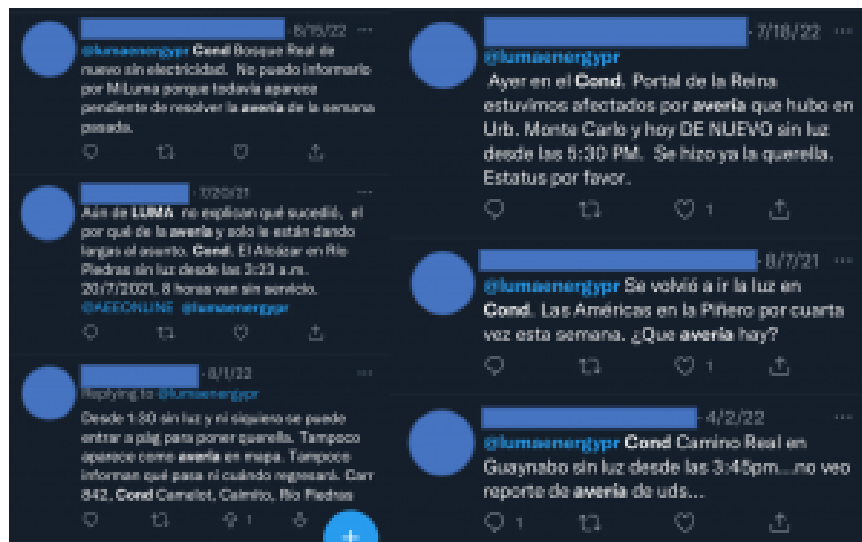 6/15/22 ...
@lumaenergypr Cond Bosque Real de
nuevo sin electricidad. No puedo informarlo
por MiLuma porque todavía aparece
pendiente de resolver la avería de la semana
pasada.
7/20/21 ...
Aún de LUMA no explican qué sucedió, el
por qué de la avería y solo le están dando
largas al asunto. Cond. El Alcázar en Río
Piedras sin luz desde las 3:23 a.m.
20/7/2021, 8 horas van sin servicio.
@AEEONLINE @lumaenergypr
8/1/22 ...
Replying to @lumaenergypr
Desde 1:30 sin luz y ni siquiera se puede
entrar a pág para poner querella. Tampoco
aparece como avería en mapa. Tampoco
informan qué pasa ni cuándo regresará. Carr
842, Cond Camelot, Caimito, Río Piedras
1
+
7/18/22 ...
@lumaenergypr
Ayer en el Cond. Portal de la Reina
estuvimos afectados por avería que hubo en
Urb. Monte Carlo y hoy DE NUEVO sin luz
desde las 5:30 PM. Se hizo ya la querella.
Estatus por favor.
1
8/7/21 ...
@lumaenergypr Se volvió a ir la luz en
Cond. Las Américas en la Piñero por cuarta
vez esta semana. ¿Que avería hay?
1
4/2/22 ...
@lumaenergypr Cond Camino Real en
Guaynabo sin luz desde las 3:45pm....no veo
reporte de avería de uds...
1